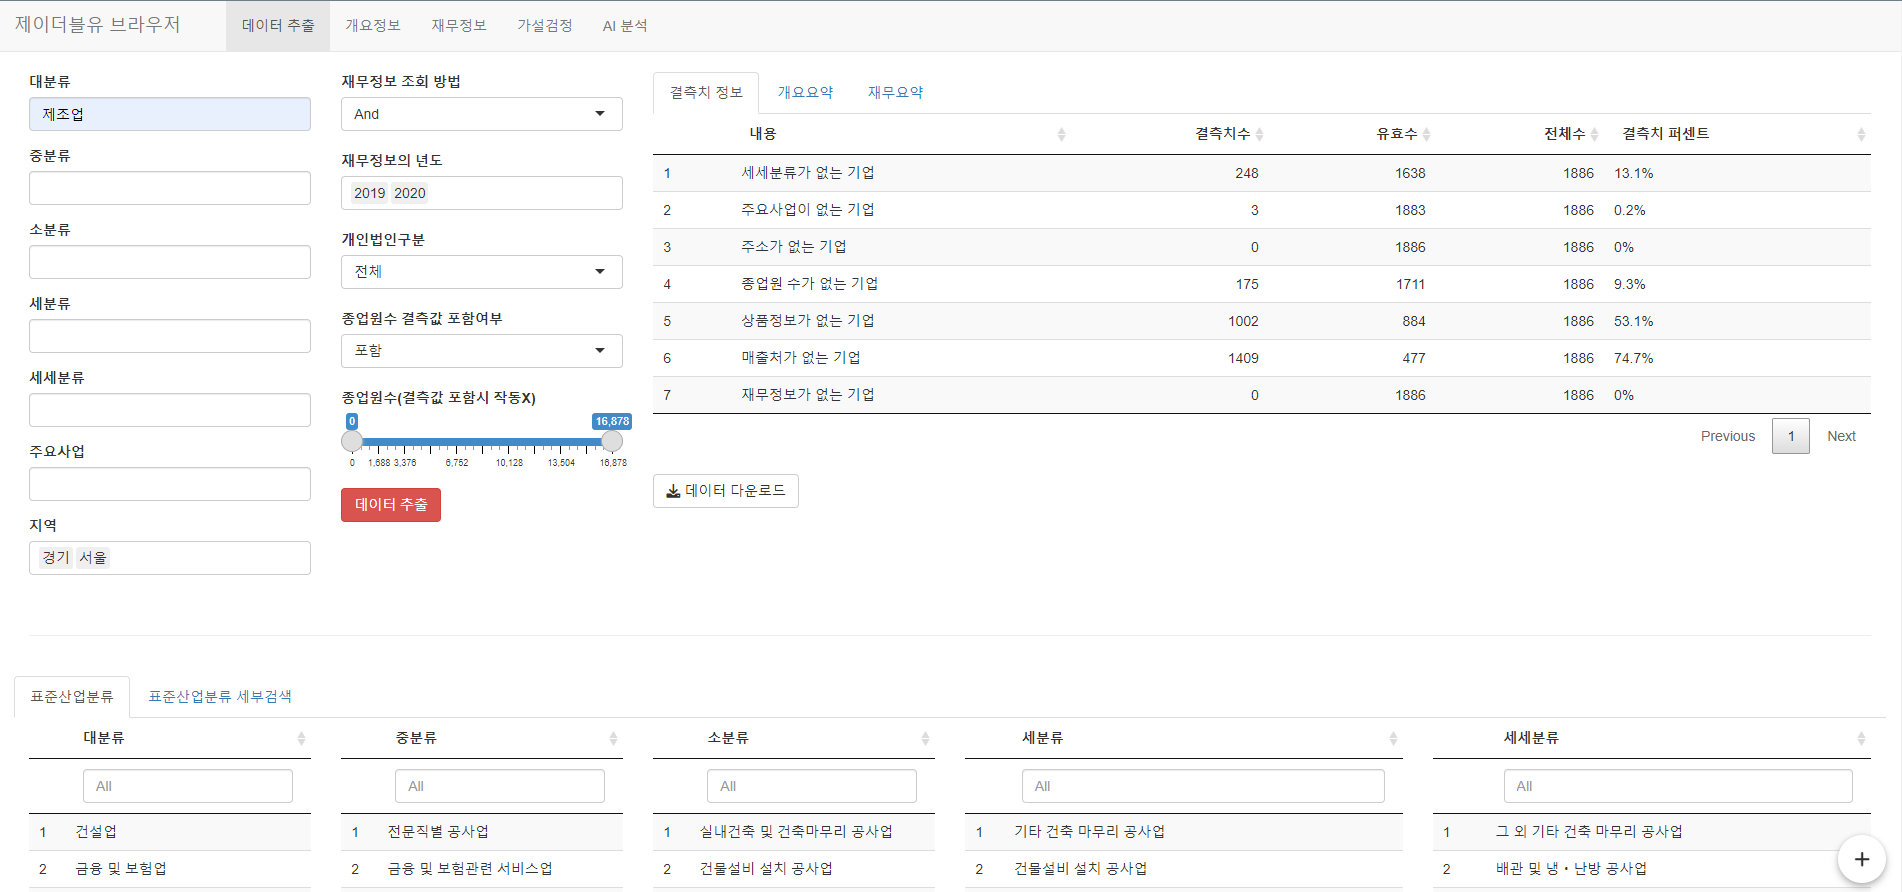 제이더블유 브라우저
데이터 추출 개요정보 재무정보 가설검정 AI 분석
대분류
제조업
중분류
소분류
세분류
세세분류
주요사업
지역
경기 서울
재무정보 조회 방법
And
재무정보의 년도
2019 2020
개인법인구분
전체
종업원수 결측값 포함여부
포함
종업원수(결측값 포함시 작동X)
0 16,878
0 1,688 3,376 6,752 10,128 13,504 16,878
데이터 추출
결측치 정보 개요요약 재무요약
내용 결측치수 유효수 전체수 결측치 퍼센트
1 세세분류가 없는 기업 248 1638 1886 13.1%
2 주요사업이 없는 기업 3 1883 1886 0.2%
3 주소가 없는 기업 0 1886 1886 0%
4 종업원 수가 없는 기업 175 1711 1886 9.3%
5 상품정보가 없는 기업 1002 884 1886 53.1%
6 매출처가 없는 기업 1409 477 1886 74.7%
7 재무정보가 없는 기업 0 1886 1886 0%
Previous 1 Next
데이터 다운로드
표준산업분류 표준산업분류 세부검색
대분류 중분류 소분류 세분류 세세분류
All All All All All
1 건설업 1 전문직별 공사업 1 실내건축 및 건축마무리 공사업 1 기타 건축 마무리 공사업 1 그 외 기타 건축 마무리 공사업
2 금융 및 보험업 2 금융 및 보험관련 서비스업 2 건물설비 설치 공사업 2 건물설비 설치 공사업 2 배관 및 냉・난방 공사업
+